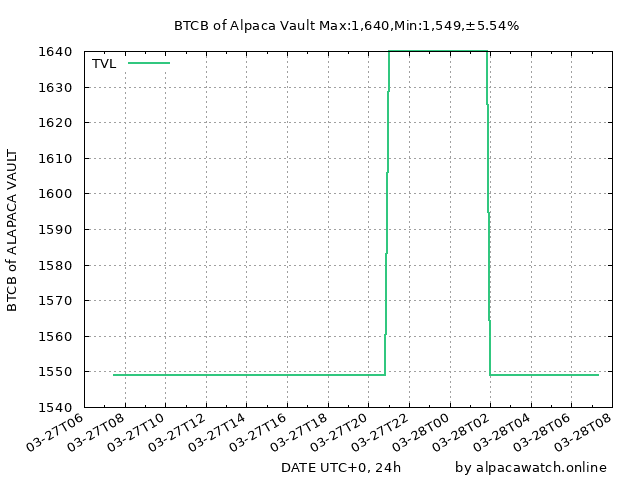 BTCB of Alpaca Vault Max:1,640,Min:1,549,±5.54%
TVL
BTCB of ALAPACA VAULT
1640
1630
1620
1610
1600
1590
1580
1570
1560
1550
1540
03-27T06
03-27T08
03-27T10
03-27T12
03-27T14
03-27T16
03-27T18
03-27T20
03-27T22
03-28T00
03-28T02
03-28T04
03-28T06
03-28T08
DATE UTC+0, 24h
by alpacawatch.online